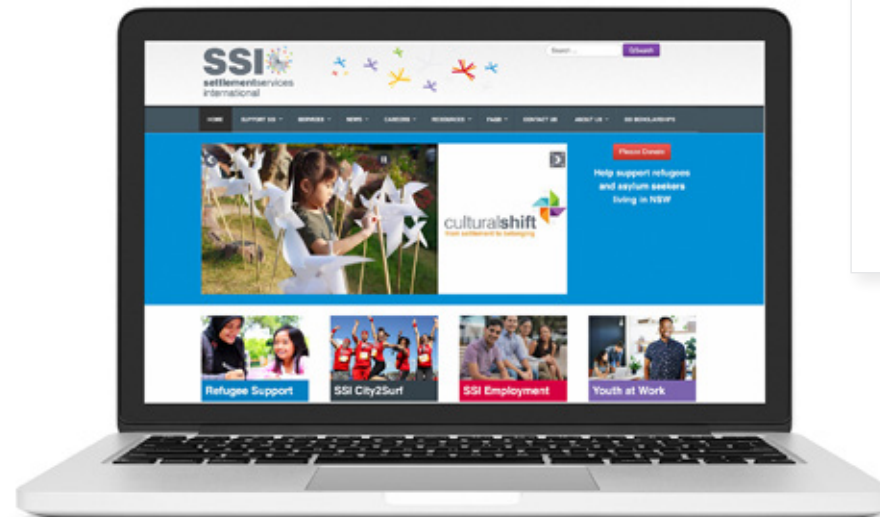 SSI
settlementservices
international
Search ...
Search
HOME
SUPPORT SSI
SERVICES
NEWS
CAREERS
RESOURCES
FAQS
CONTACT US
ABOUT US
SSI SCHOLARSHIPS
culturalshift
from settlement to belonging
Please Donate
Help support refugees
and asylum seekers
living in NSW
Refugee Support
SSI City2Surf
SSI Employment
Youth at Work